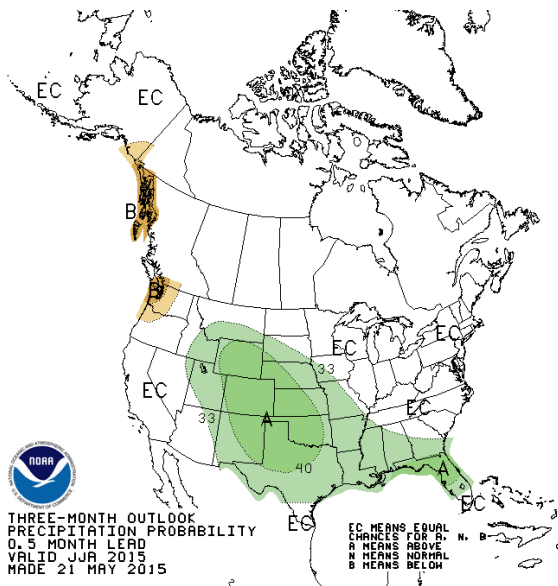 EC
EC
B
B
EC
EC
33
EC
EC
33
A
40
A
EC
EC
NOAA
THREE-MONTH OUTLOOK
PRECIPITATION PROBABILITY
0.5 MONTH LEAD
VALID JJA 2015
MADE 21 MAY 2015
EC MEANS EQUAL
CHANCES FOR A, N, B
A MEANS ABOVE
N MEANS NORMAL
B MEANS BELOW